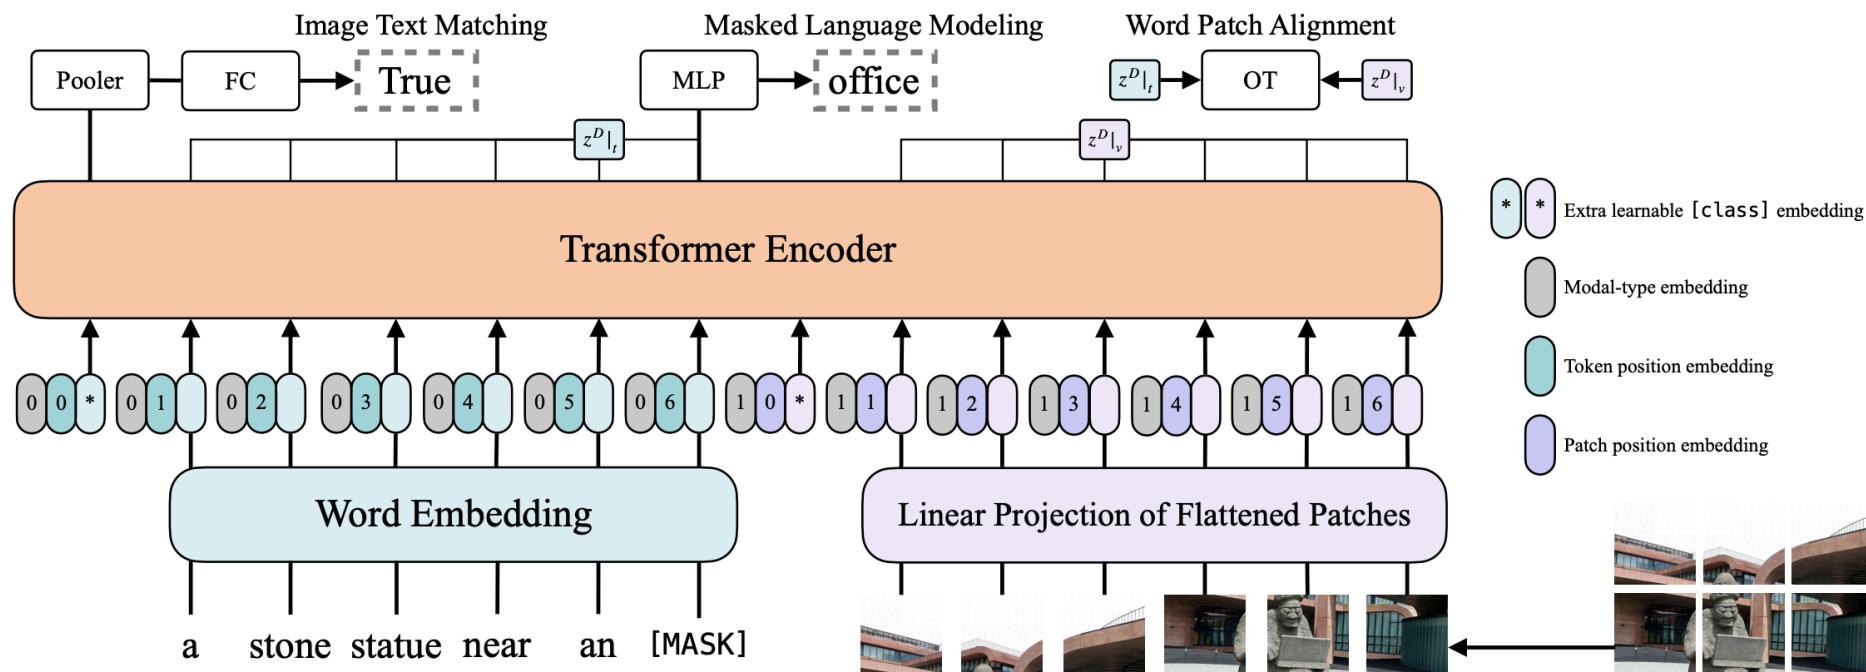 Image Text Matching
Masked Language Modeling
Word Patch Alignment
Pooler
FC
True
MLP
office
z^D|_t
OT
z^D|_v
z^D|_t
z^D|_v
Transformer Encoder
* * Extra learnable [class] embedding
Modal-type embedding
Token position embedding
Patch position embedding
0 0 * 0 1 0 2 0 3 0 4 0 5 0 6 1 0 * 1 1 1 2 1 3 1 4 1 5 1 6
Word Embedding
Linear Projection of Flattened Patches
a stone statue near an [MASK]